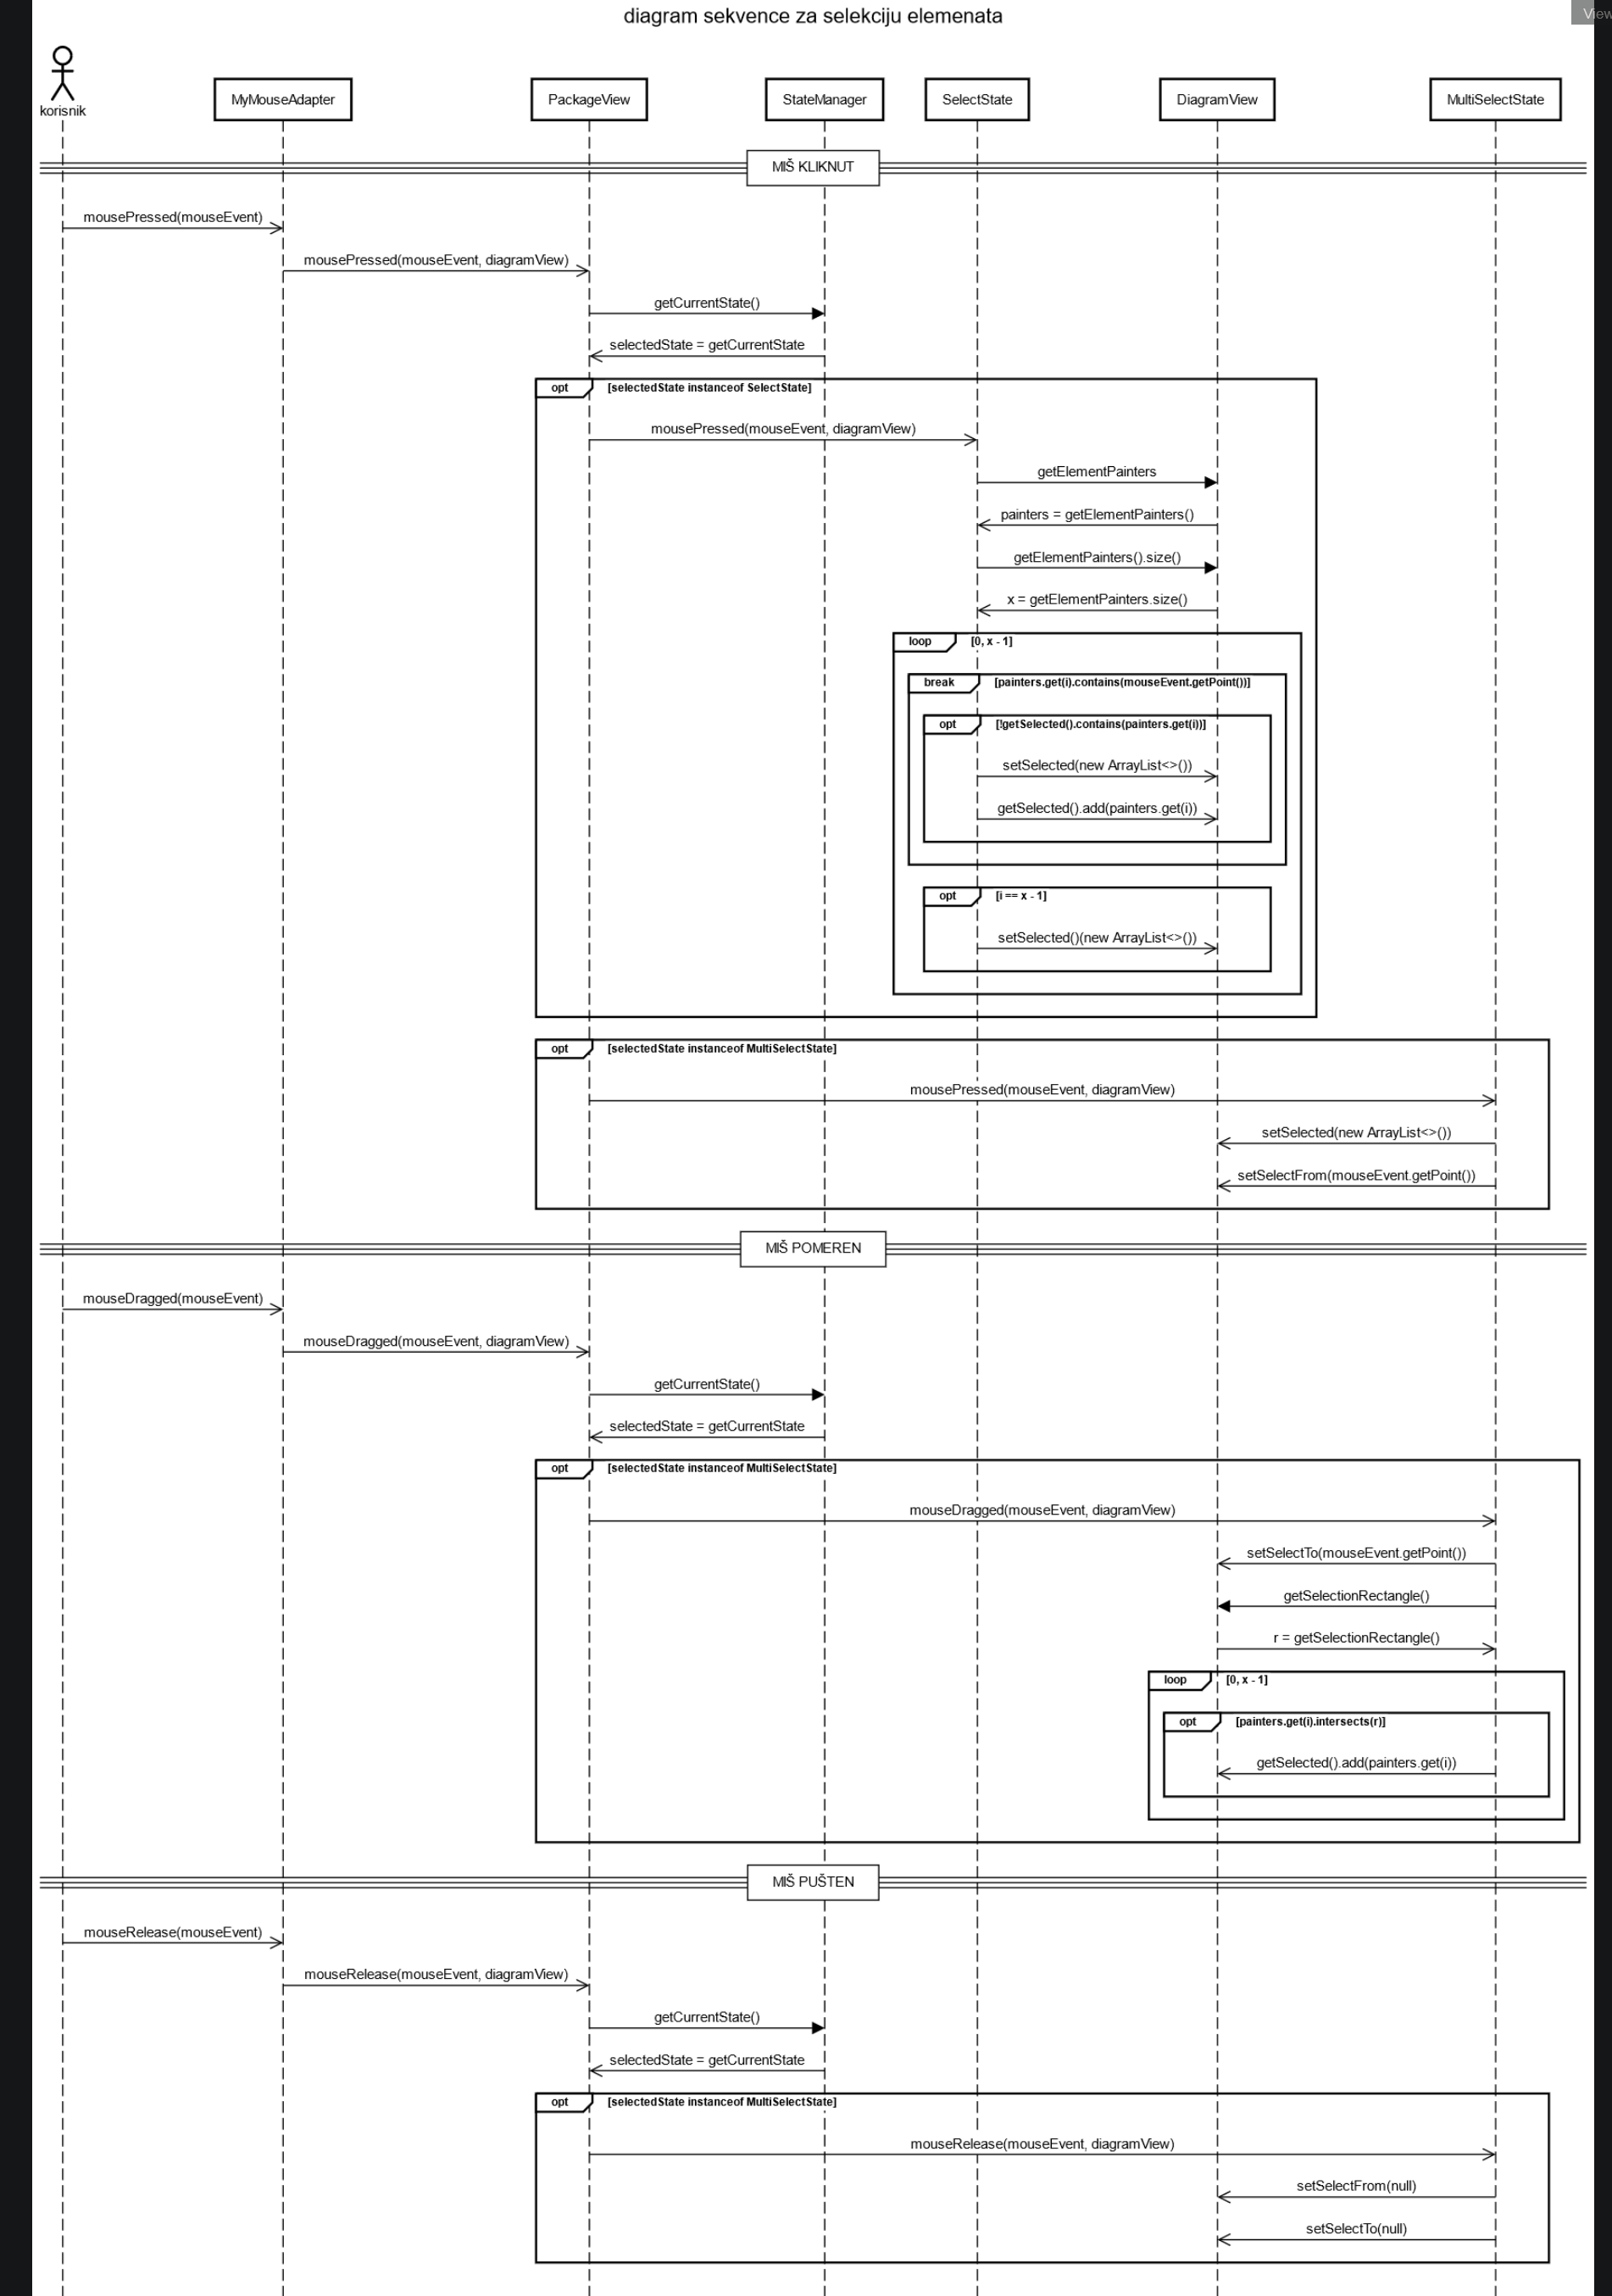 diagram sekvence za selekciju elemenata
View
korisnik
MyMouseAdapter
PackageView
StateManager
SelectState
DiagramView
MultiSelectState
MIŠ KLIKNUT
mousePressed(mouseEvent)
mousePressed(mouseEvent, diagramView)
getCurrentState()
selectedState = getCurrentState
opt [selectedState instanceof SelectState]
mousePressed(mouseEvent, diagramView)
getElementPainters
painters = getElementPainters()
getElementPainters().size()
x = getElementPainters.size()
loop [0, x - 1]
break [painters.get(i).contains(mouseEvent.getPoint())]
opt [!getSelected().contains(painters.get(i))]
setSelected(new ArrayList<>())
getSelected().add(painters.get(i))
opt [i == x - 1]
setSelected()(new ArrayList<>())
opt [selectedState instanceof MultiSelectState]
mousePressed(mouseEvent, diagramView)
setSelected(new ArrayList<>())
setSelectFrom(mouseEvent.getPoint())
MIŠ POMEREN
mouseDragged(mouseEvent)
mouseDragged(mouseEvent, diagramView)
getCurrentState()
selectedState = getCurrentState
opt [selectedState instanceof MultiSelectState]
mouseDragged(mouseEvent, diagramView)
setSelectTo(mouseEvent.getPoint())
getSelectionRectangle()
r = getSelectionRectangle()
loop [0, x - 1]
opt [painters.get(i).intersects(r)]
getSelected().add(painters.get(i))
MIŠ PUŠTEN
mouseRelease(mouseEvent)
mouseRelease(mouseEvent, diagramView)
getCurrentState()
selectedState = getCurrentState
opt [selectedState instanceof MultiSelectState]
mouseRelease(mouseEvent, diagramView)
setSelectFrom(null)
setSelectTo(null)